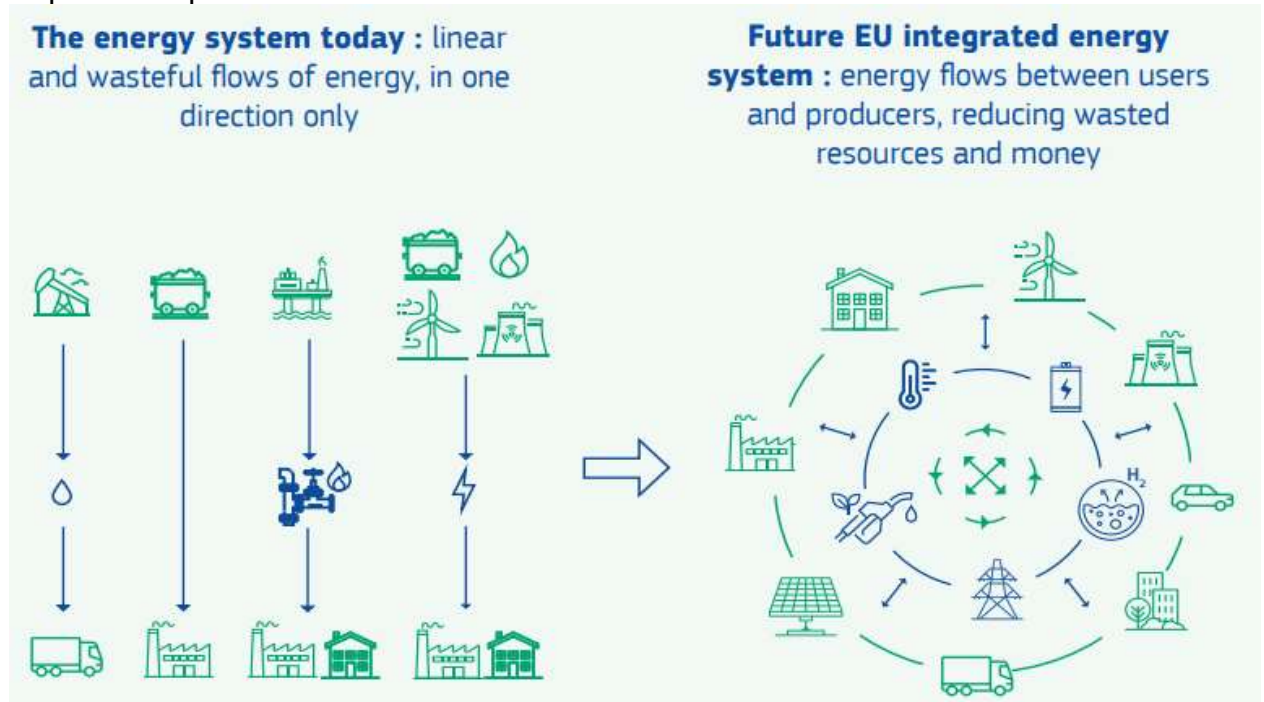 The energy system today : linear
and wasteful flows of energy, in one
direction only
Future EU integrated energy
system : energy flows between users
and producers, reducing wasted
resources and money
H₂